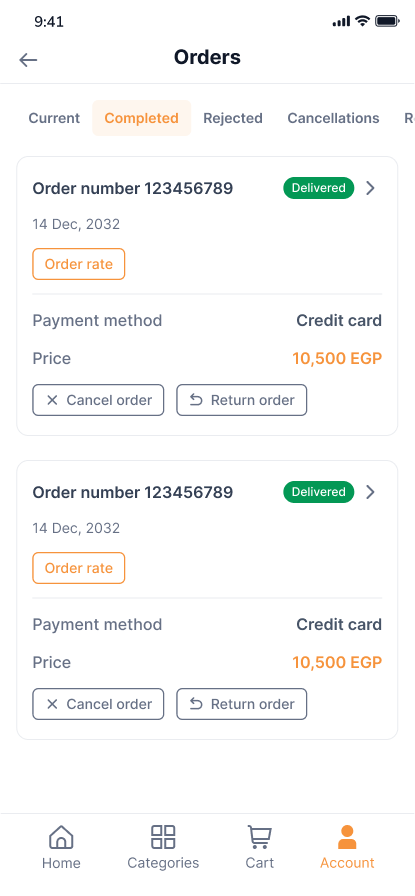 9:41
Orders
Current Completed Rejected Cancellations R
Order number 123456789 Delivered
14 Dec, 2032
Order rate
Payment method Credit card
Price 10,500 EGP
Cancel order Return order
Order number 123456789 Delivered
14 Dec, 2032
Order rate
Payment method Credit card
Price 10,500 EGP
Cancel order Return order
Home Categories Cart Account